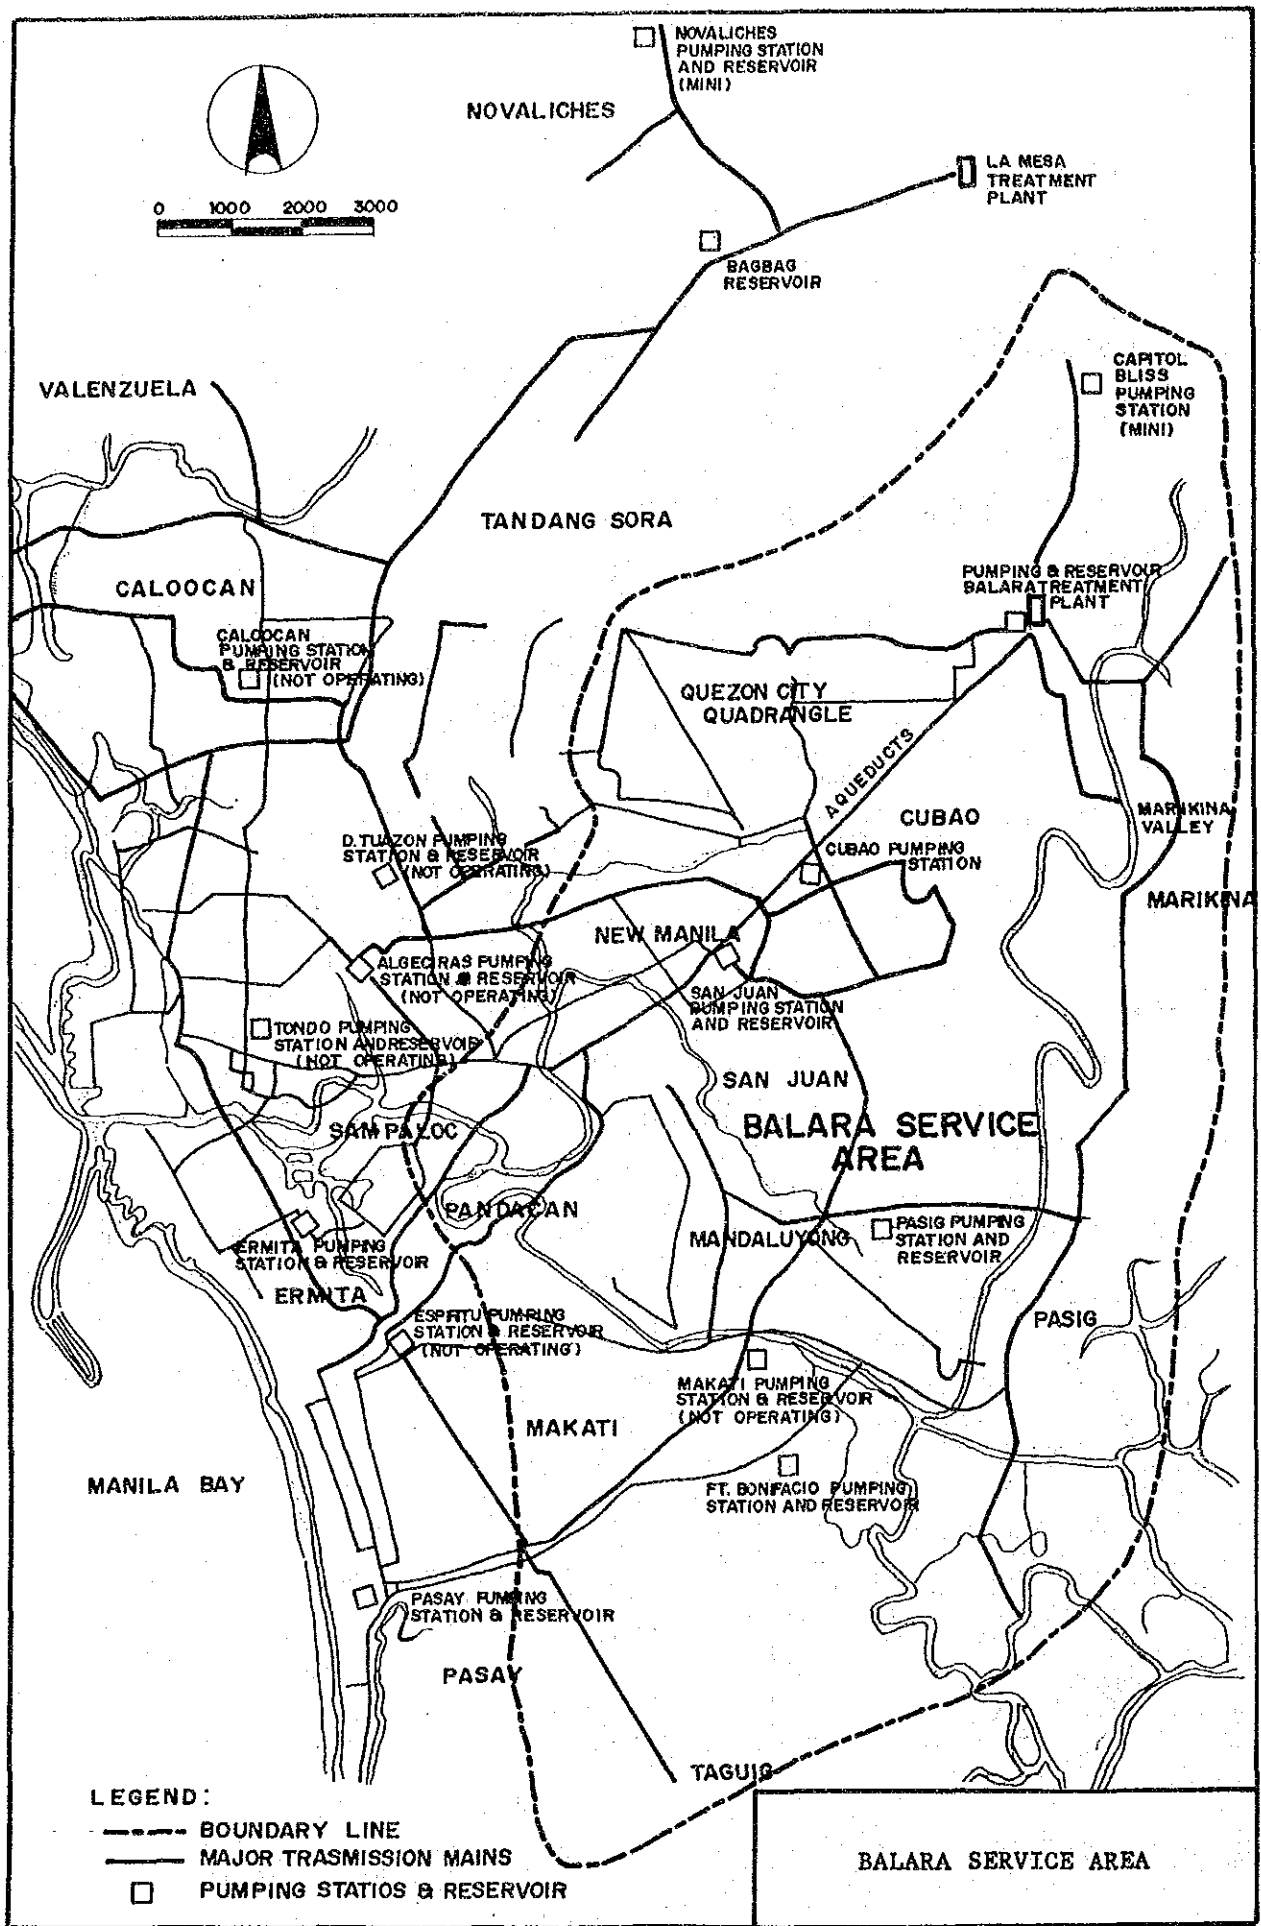 NOVALICHES
PUMPING STATION
AND RESERVOIR
(MINI)
NOVALICHES
LA MESA
TREATMENT
PLANT
0 1000 2000 3000
BAGBAG
RESERVOIR
CAPITOL
BLISS
PUMPING
STATION
(MINI)
VALENZUELA
TANDANG SORA
CALOOCAN
PUMPING & RESERVOIR
BALARA TREATMENT
PLANT
CALOOCAN
PUMPING STATION
& RESERVOIR
(NOT OPERATING)
QUEZON CITY
QUADRANGLE
AQUEDUCTS
CUBAO
MARIKINA
VALLEY
D. TUAZON PUMPING
STATION & RESERVOIR
(NOT OPERATING)
CUBAO PUMPING
STATION
MARIKINA
NEW MANILA
ALGECIRAS PUMPING
STATION & RESERVOIR
(NOT OPERATING)
SAN JUAN
PUMPING STATION
AND RESERVOIR
TONDO PUMPING
STATION AND RESERVOIR
(NOT OPERATING)
SAN JUAN
BALARA SERVICE
AREA
SAMPALOC
PANDACAN
MANDALUYONG
PASIG PUMPING
STATION AND
RESERVOIR
ERMITA PUMPING
STATION & RESERVOIR
ERMITA
ESPIRITU PUMPING
STATION & RESERVOIR
(NOT OPERATING)
PASIG
MAKATI PUMPING
STATION & RESERVOIR
(NOT OPERATING)
MAKATI
MANILA BAY
FT. BONIFACIO PUMPING
STATION AND RESERVOIR
PASAY PUMPING
STATION & RESERVOIR
PASAY
TAGUIG
LEGEND:
BOUNDARY LINE
MAJOR TRASMISSION MAINS
PUMPING STATIOS & RESERVOIR
BALARA SERVICE AREA